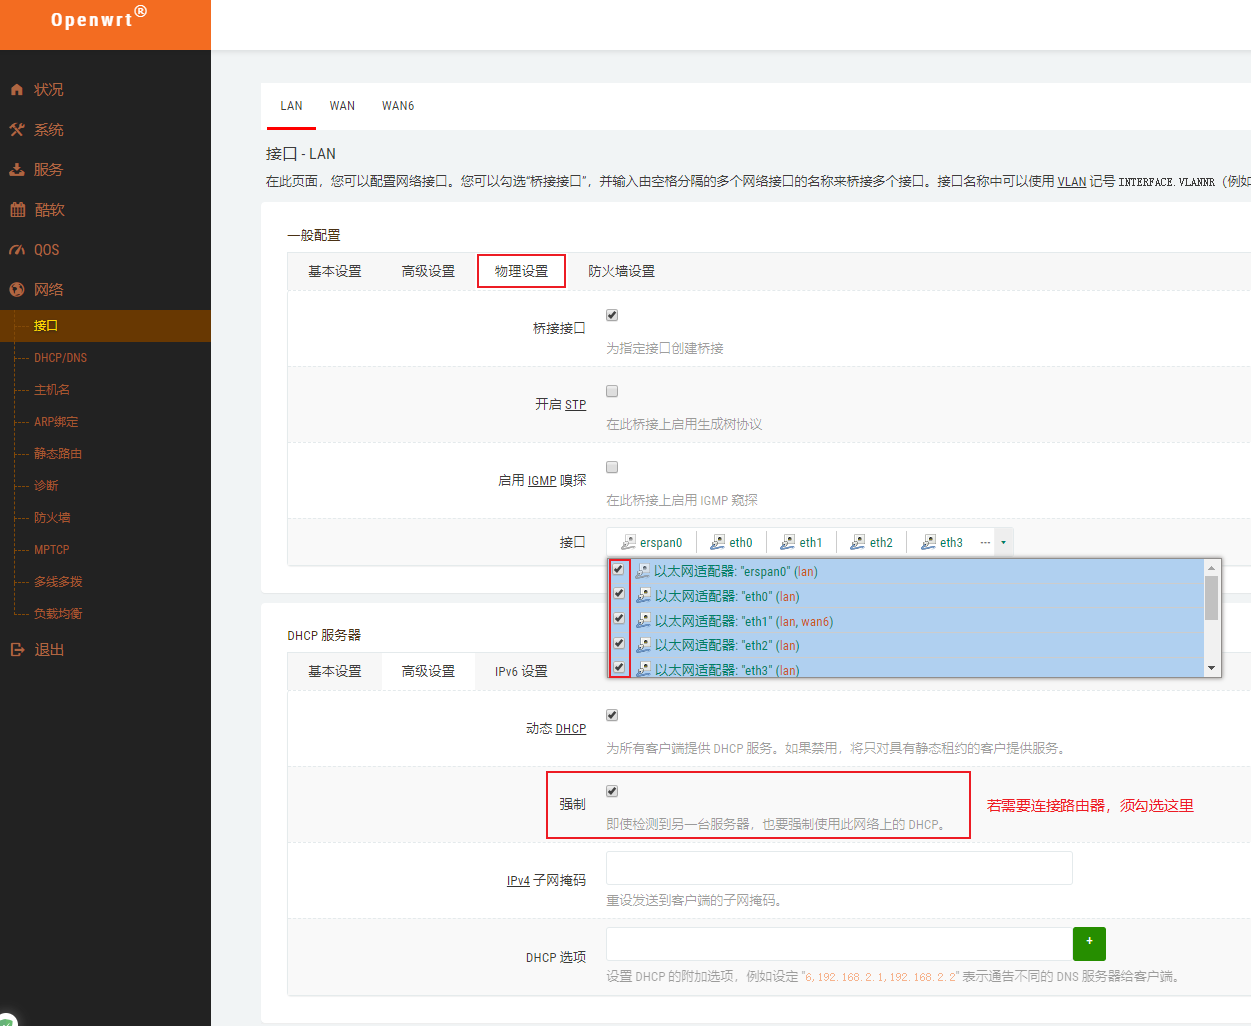 Openwrt®
状况
系统
服务
酷软
QOS
网络
接口
DHCP/DNS
主机名
ARP绑定
静态路由
诊断
防火墙
MPTCP
多线多拨
负载均衡
退出
LAN WAN WAN6
接口 - LAN
在此页面，您可以配置网络接口。您可以勾选“桥接接口”，并输入由空格分隔的多个网络接口的名称来桥接多个接口。接口名称中可以使用 VLAN 记号 INTERFACE.VLANNR（例如
一般配置
基本设置 高级设置 物理设置 防火墙设置
桥接接口
为指定接口创建桥接
开启 STP
在此桥接上启用生成树协议
启用 IGMP 嗅探
在此桥接上启用 IGMP 窥探
接口 erspan0 eth0 eth1 eth2 eth3 ···
以太网适配器: "erspan0" (lan)
以太网适配器: "eth0" (lan)
以太网适配器: "eth1" (lan, wan6)
以太网适配器: "eth2" (lan)
以太网适配器: "eth3" (lan)
DHCP 服务器
基本设置 高级设置 IPv6 设置
动态 DHCP
为所有客户端提供 DHCP 服务。如果禁用，将只对具有静态租约的客户提供服务。
强制
即使检测到另一台服务器，也要强制使用此网络上的 DHCP。
若需要连接路由器，须勾选这里
IPv4 子网掩码
重设发送到客户端的子网掩码。
DHCP 选项 +
设置 DHCP 的附加选项，例如设定 "6,192.168.2.1,192.168.2.2" 表示通告不同的 DNS 服务器给客户端。